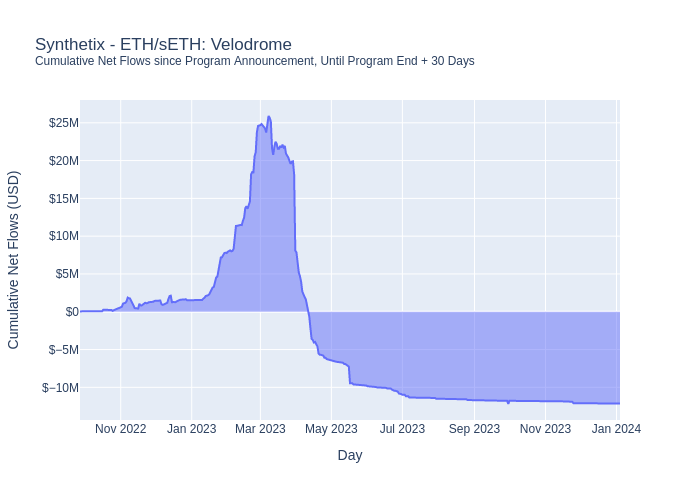 Synthetix - ETH/sETH: Velodrome
Cumulative Net Flows since Program Announcement, Until Program End + 30 Days
Cumulative Net Flows (USD)
$25M
$20M
$15M
$10M
$5M
$0
$−5M
$−10M
Nov 2022 Jan 2023 Mar 2023 May 2023 Jul 2023 Sep 2023 Nov 2023 Jan 2024
Day